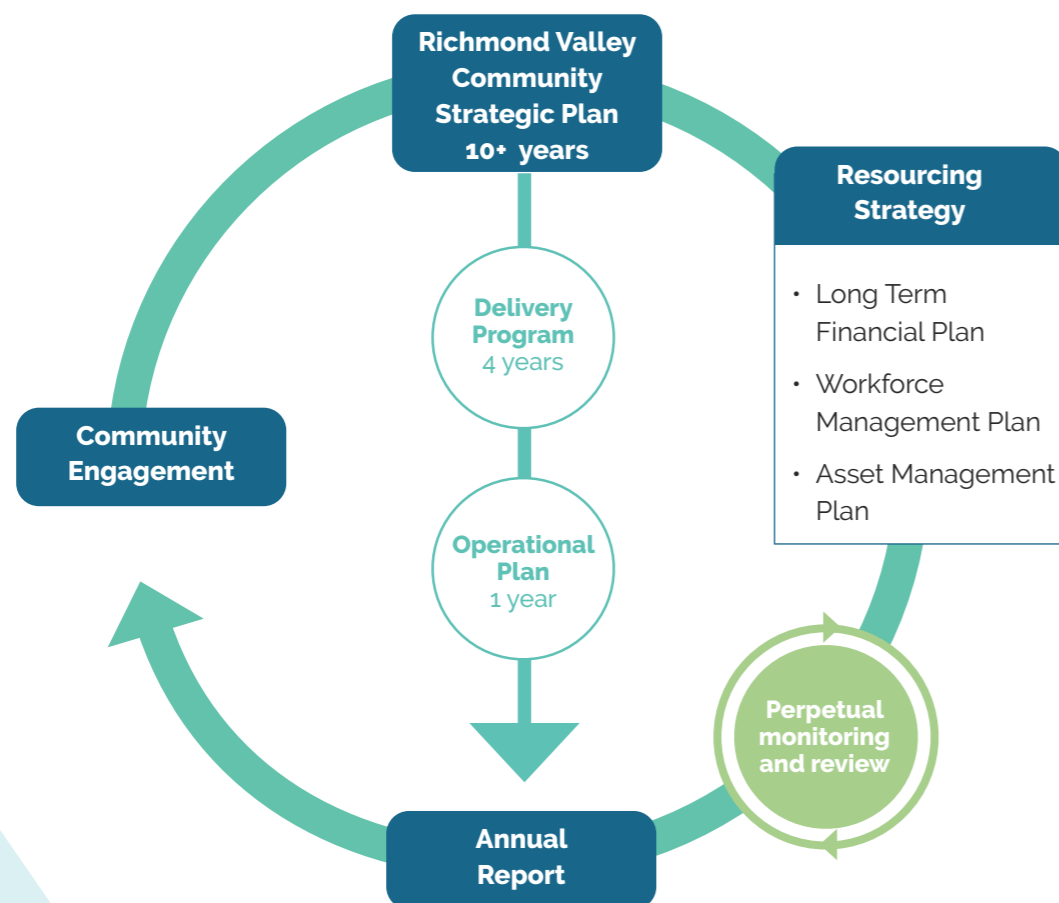 Richmond Valley
Community
Strategic Plan
10+ years
Resourcing
Strategy
• Long Term
Financial Plan
• Workforce
Management Plan
• Asset Management
Plan
Delivery
Program
4 years
Community
Engagement
Operational
Plan
1 year
Perpetual
monitoring
and review
Annual
Report